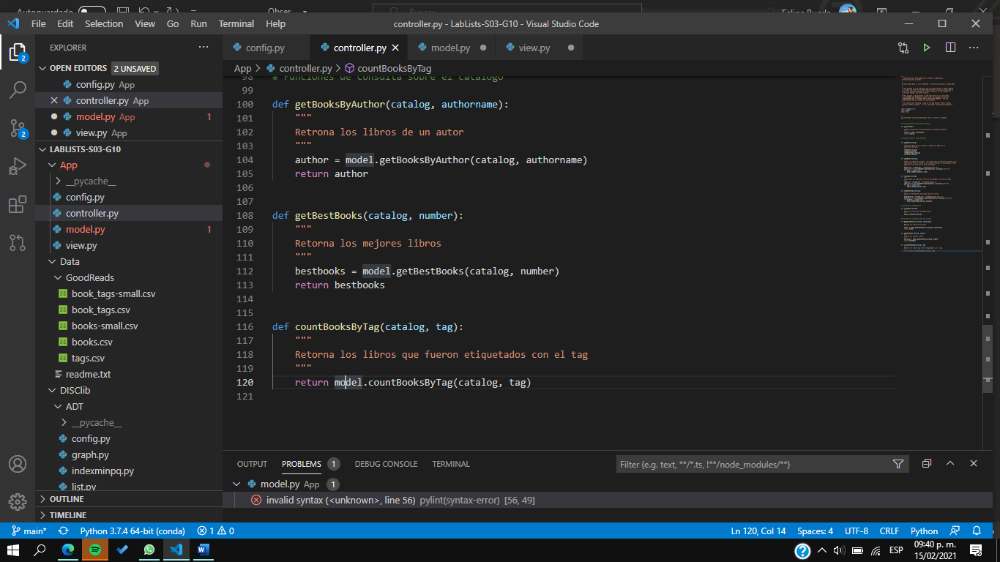 Autoguardado
Obser
Buscar
File Edit Selection View Go Run Terminal Help
controller.py - LabLists-S03-G10 - Visual Studio Code
EXPLORER
config.py
controller.py
model.py
view.py
OPEN EDITORS 2 UNSAVED
App > controller.py > countBooksByTag
config.py App
controller.py App
model.py App 1
view.py App
LABLISTS-S03-G10
App
__pycache__
config.py
controller.py
model.py 1
view.py
Data
GoodReads
book_tags-small.csv
book_tags.csv
books-small.csv
books.csv
tags.csv
readme.txt
DISClib
ADT
__pycache__
config.py
graph.py
indexminpq.py
list.py
OUTLINE
TIMELINE
98 # Funciones de consulta sobre el catálogo
99
100 def getBooksByAuthor(catalog, authorname):
101 """
102 Retrona los libros de un autor
103 """
104 author = model.getBooksByAuthor(catalog, authorname)
105 return author
106
107
108 def getBestBooks(catalog, number):
109 """
110 Retorna los mejores libros
111 """
112 bestbooks = model.getBestBooks(catalog, number)
113 return bestbooks
114
115
116 def countBooksByTag(catalog, tag):
117 """
118 Retorna los libros que fueron etiquetados con el tag
119 """
120 return model.countBooksByTag(catalog, tag)
121
OUTPUT PROBLEMS 1 DEBUG CONSOLE TERMINAL
Filter (e.g. text, **/*.ts, !**/node_modules/**)
model.py App 1
invalid syntax (<unknown>, line 56) pylint(syntax-error) [56, 49]
main* Python 3.7.4 64-bit (conda) 1 0
Ln 120, Col 14 Spaces: 4 UTF-8 CRLF Python
ESP
09:40 p. m.
15/02/2021
2
2